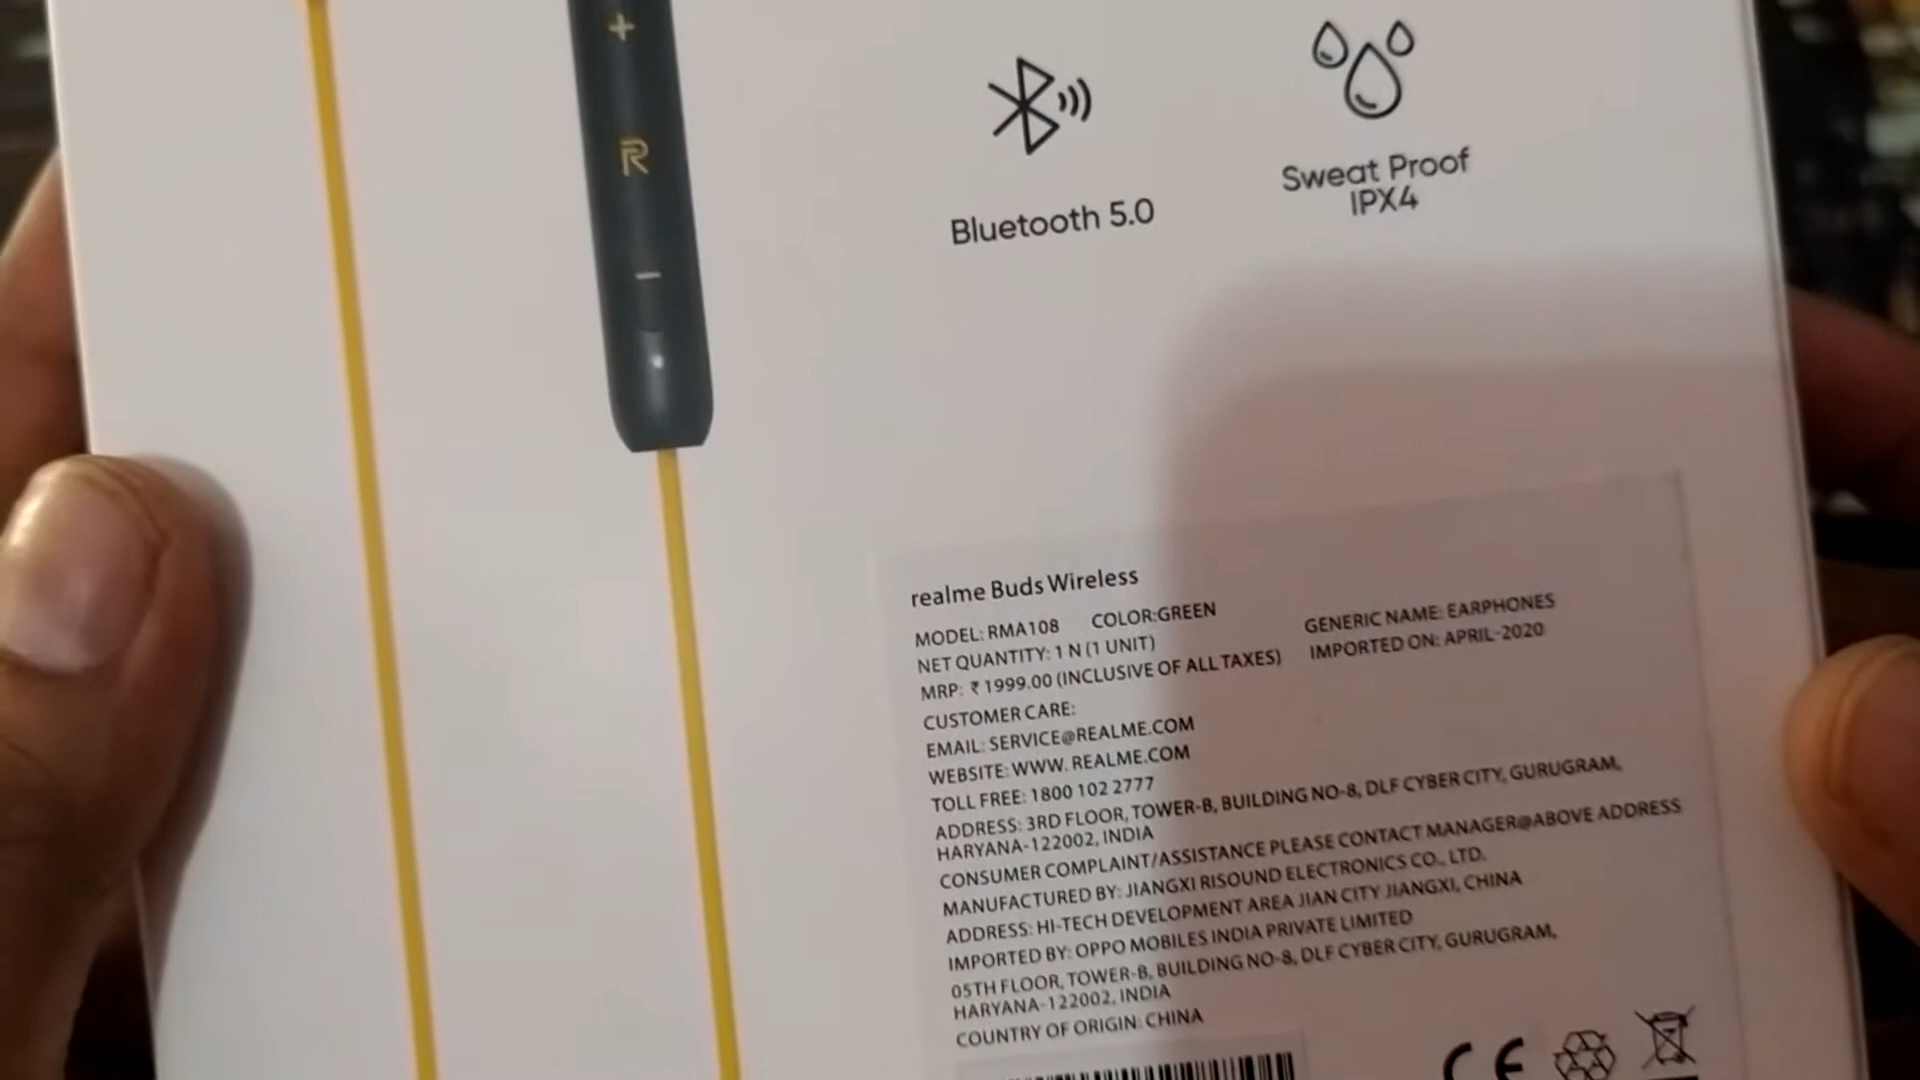 +
R
−
Bluetooth 5.0
Sweat Proof
IPX4
realme Buds Wireless
MODEL: RMA108 COLOR:GREEN
NET QUANTITY: 1 N (1 UNIT) GENERIC NAME: EARPHONES
MRP: ₹ 1999.00 (INCLUSIVE OF ALL TAXES) IMPORTED ON: APRIL-2020
CUSTOMER CARE:
EMAIL: SERVICE@REALME.COM
WEBSITE: WWW. REALME.COM
TOLL FREE: 1800 102 2777
ADDRESS: 3RD FLOOR, TOWER-B, BUILDING NO-8, DLF CYBER CITY, GURUGRAM,
HARYANA-122002, INDIA
CONSUMER COMPLAINT/ASSISTANCE PLEASE CONTACT MANAGER@ABOVE ADDRESS
MANUFACTURED BY: JIANGXI RISOUND ELECTRONICS CO., LTD.
ADDRESS: HI-TECH DEVELOPMENT AREA JIAN CITY JIANGXI, CHINA
IMPORTED BY: OPPO MOBILES INDIA PRIVATE LIMITED
05TH FLOOR, TOWER-B, BUILDING NO-8, DLF CYBER CITY, GURUGRAM,
HARYANA-122002, INDIA
COUNTRY OF ORIGIN: CHINA
CE